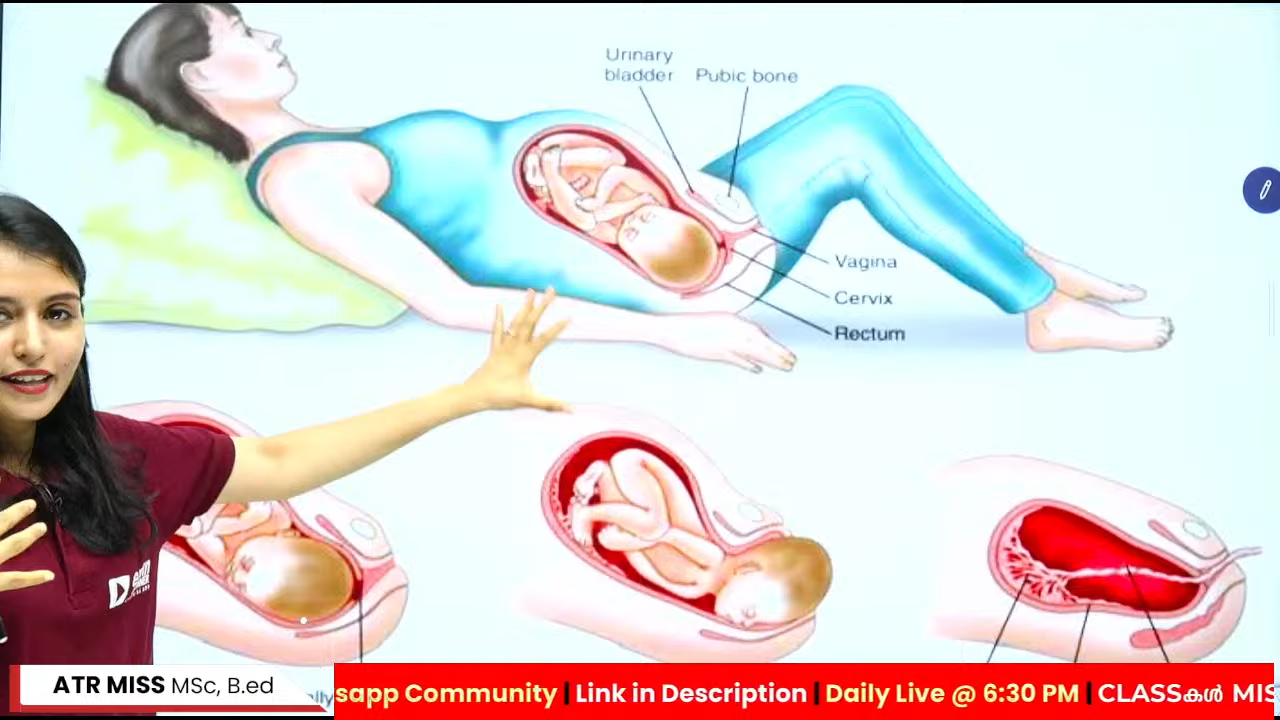 Urinary
bladder
Pubic bone
Vagina
Cervix
Rectum
ATR MISS MSc, B.ed
lly
sapp Community | Link in Description | Daily Live @ 6:30 PM | CLASSകൾ MIS